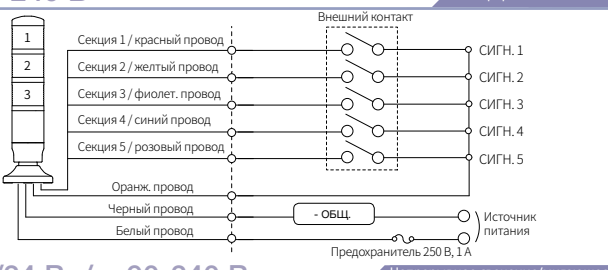 Внешний контакт
1
2
3
Секция 1 / красный провод
Секция 2 / желтый провод
Секция 3 / фиолет. провод
Секция 4 / синий провод
Секция 5 / розовый провод
СИГН. 1
СИГН. 2
СИГН. 3
СИГН. 4
СИГН. 5
Оранж. провод
Черный провод
Белый провод
- ОБЩ.
Источник
питания
Предохранитель 250 В, 1 А